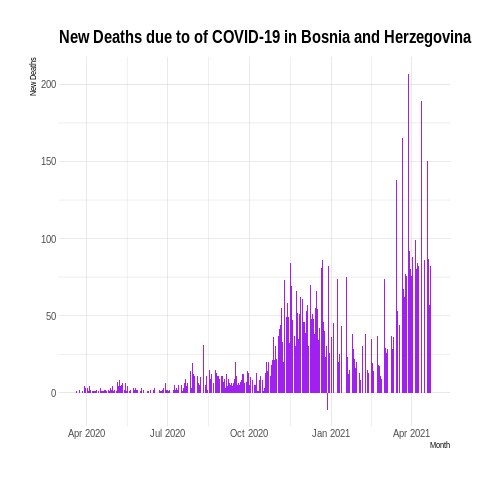 New Deaths due to of COVID-19 in Bosnia and Herzegovina
New Deaths
200
150
100
50
0
Apr 2020 Jul 2020 Oct 2020 Jan 2021 Apr 2021
Month